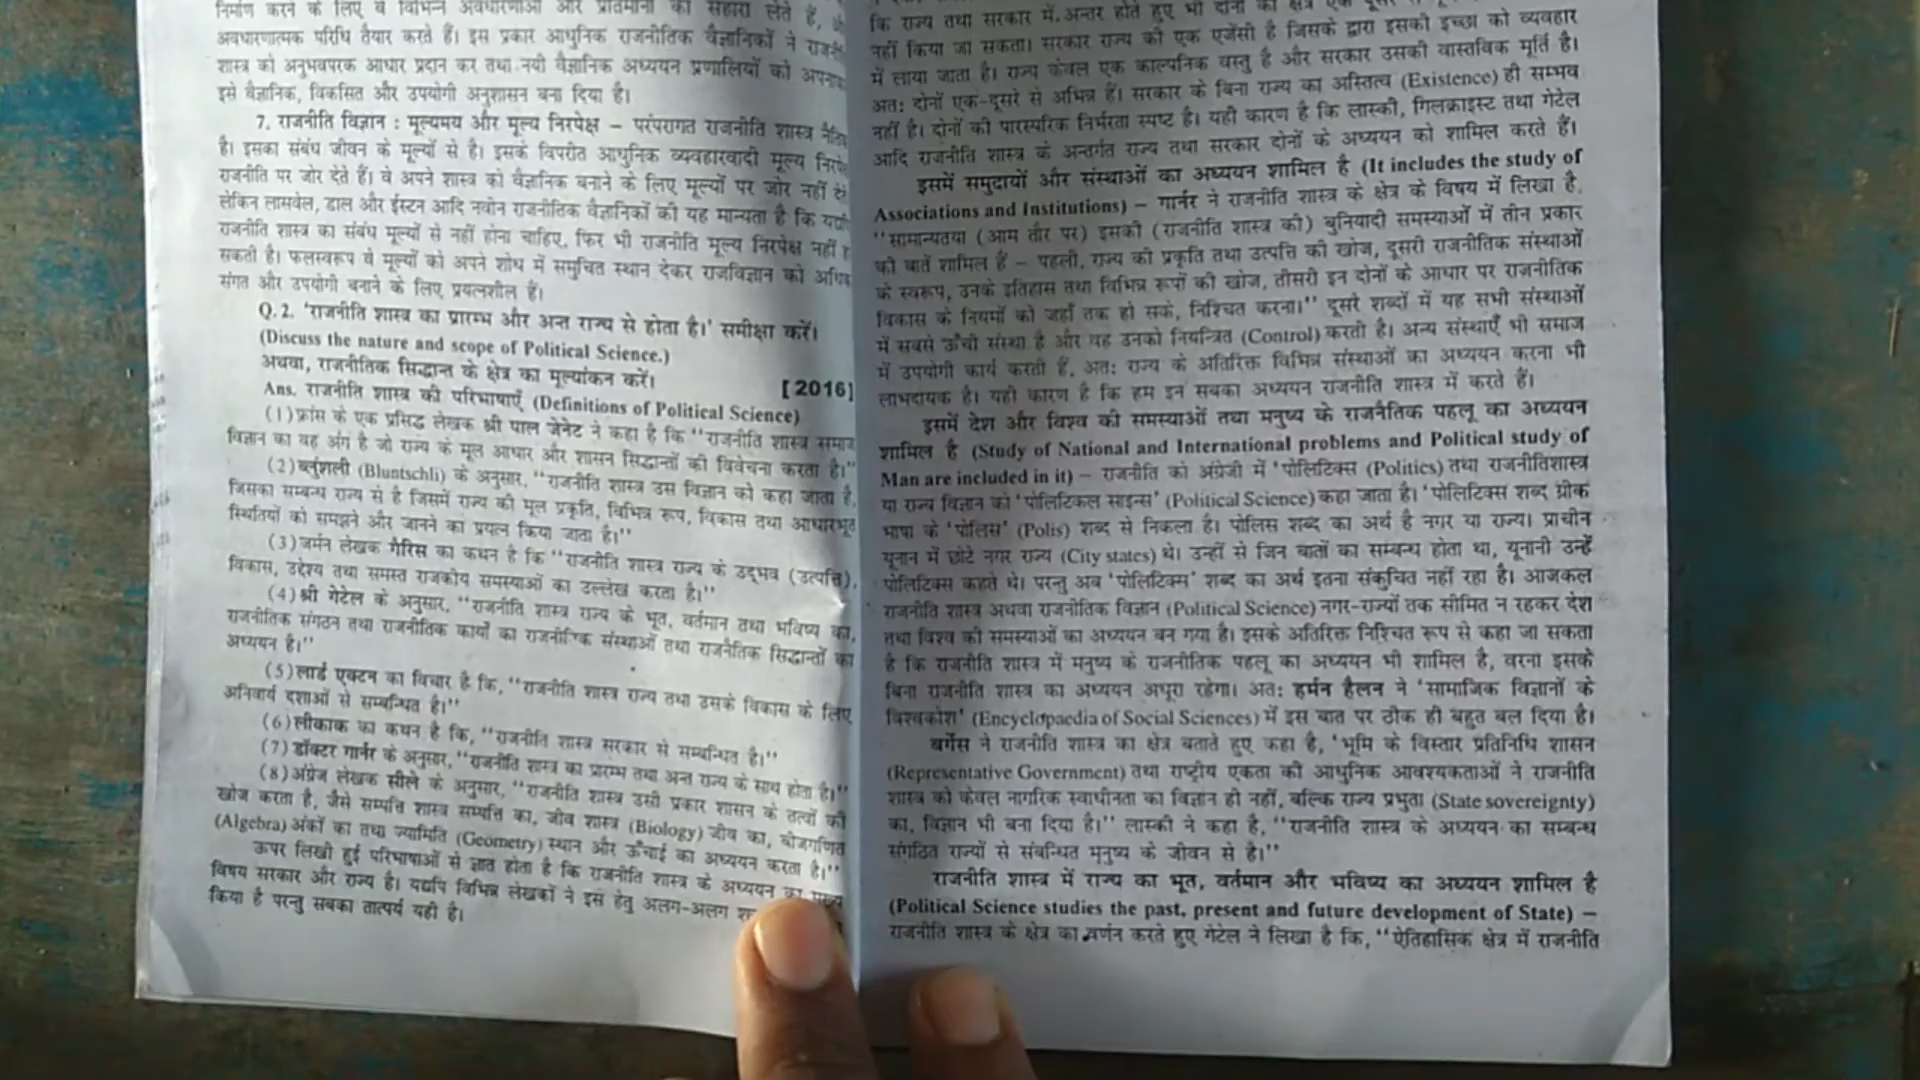 निर्माण करने के लिए वे विभिन्न अवधारणाओं और प्रतिमानों का सहारा लेते हैं,
अवधारणात्मक परिधि तैयार करते हैं। इस प्रकार आधुनिक राजनीतिक वैज्ञानिकों ने
शास्त्र को अनुभवपरक आधार प्रदान कर तथा नयी वैज्ञानिक अध्ययन प्रणालियों को
इसे वैज्ञानिक, विकसित और उपयोगी अनुशासन बना दिया है।
7. राजनीति विज्ञान : मूल्यमय और मूल्य निरपेक्ष – परंपरागत राजनीति शास्त्र
है। इसका संबंध जीवन के मूल्यों से है। इसके विपरीत आधुनिक व्यवहारवादी मूल्य
राजनीति पर जोर देते हैं। वे अपने शास्त्र को वैज्ञानिक बनाने के लिए मूल्यों पर जोर नहीं
लेकिन लासवेल, डाल और ईस्टन आदि नवीन राजनीतिक वैज्ञानिकों की यह मान्यता है कि
राजनीति शास्त्र का संबंध मूल्यों से नहीं होना चाहिए, फिर भी राजनीति मूल्य निरपेक्ष नहीं
सकती है। फलस्वरूप वे मूल्यों को अपने शोध में समुचित स्थान देकर राजविज्ञान को
संगत और उपयोगी बनाने के लिए प्रयत्नशील हैं।
Q. 2. 'राजनीति शास्त्र का प्रारम्भ और अन्त राज्य से होता है।' समीक्षा करें।
(Discuss the nature and scope of Political Science.)
अथवा, राजनीतिक सिद्धान्त के क्षेत्र का मूल्यांकन करें। [2016]
Ans. राजनीति शास्त्र की परिभाषाएँ (Definitions of Political Science)
(1) फ्रांस के एक प्रसिद्ध लेखक श्री पाल जेनेट ने कहा है कि "राजनीति शास्त्र समाज
विज्ञान का वह अंग है जो राज्य के मूल आधार और शासन सिद्धान्तों की विवेचना करता है।"
(2) ब्लुंशली (Bluntschli) के अनुसार, "राजनीति शास्त्र उस विज्ञान को कहा जाता है,
जिसका सम्बन्ध राज्य से है जिसमें राज्य की मूल प्रकृति, विभिन्न रूप, विकास तथा आधारभूत
स्थितियों को समझने और जानने का प्रयत्न किया जाता है।"
(3) जर्मन लेखक गैरिस का कथन है कि "राजनीति शास्त्र राज्य के उद्भव (उत्पत्ति),
विकास, उद्देश्य तथा समस्त राजकीय समस्याओं का उल्लेख करता है।"
(4) श्री गेटेल के अनुसार, "राजनीति शास्त्र राज्य के भूत, वर्तमान तथा भविष्य का,
राजनीतिक संगठन तथा राजनीतिक कार्यों का राजनीतिक संस्थाओं तथा राजनैतिक सिद्धान्तों का
अध्ययन है।"
(5) लार्ड एक्टन का विचार है कि, "राजनीति शास्त्र राज्य तथा उसके विकास के लिए
अनिवार्य दशाओं से सम्बन्धित है।"
(6) लीकाक का कथन है कि, "राजनीति शास्त्र सरकार से सम्बन्धित है।"
(7) डॉक्टर गार्नर के अनुसार, "राजनीति शास्त्र का प्रारम्भ तथा अन्त राज्य के साथ होता है।"
(8) अंग्रेज लेखक सीले के अनुसार, "राजनीति शास्त्र उसी प्रकार शासन के तत्वों की
खोज करता है, जैसे सम्पत्ति शास्त्र सम्पत्ति का, जीव शास्त्र (Biology) जीव का, बीजगणित
(Algebra) अंकों का तथा ज्यामिति (Geometry) स्थान और ऊँचाई का अध्ययन करता है।"
ऊपर लिखी हुई परिभाषाओं से ज्ञात होता है कि राजनीति शास्त्र के अध्ययन का मुख्य
विषय सरकार और राज्य है। यद्यपि विभिन्न लेखकों ने इस हेतु अलग-अलग
किया है परन्तु सबका तात्पर्य यही है।
कि राज्य तथा सरकार में, अन्तर होते हुए भी दोनों का क्षेत्र एक दूसरे से
नहीं किया जा सकता। सरकार राज्य की एक एजेंसी है जिसके द्वारा इसकी इच्छा को व्यवहार
में लाया जाता है। राज्य केवल एक काल्पनिक वस्तु है और सरकार उसकी वास्तविक मूर्ति है।
अत: दोनों एक-दूसरे से अभिन्न हैं। सरकार के बिना राज्य का अस्तित्व (Existence) ही सम्भव
नहीं है। दोनों की पारस्परिक निर्भरता स्पष्ट है। यही कारण है कि लास्की, गिलक्राइस्ट तथा गेटेल
आदि राजनीति शास्त्र के अन्तर्गत राज्य तथा सरकार दोनों के अध्ययन को शामिल करते हैं।
इसमें समुदायों और संस्थाओं का अध्ययन शामिल है (It includes the study of
Associations and Institutions) – गार्नर ने राजनीति शास्त्र के क्षेत्र के विषय में लिखा है,
"सामान्यतया (आम तौर पर) इसकी (राजनीति शास्त्र की) बुनियादी समस्याओं में तीन प्रकार
की बातें शामिल हैं – पहली, राज्य की प्रकृति तथा उत्पत्ति की खोज, दूसरी राजनीतिक संस्थाओं
के स्वरूप, उनके इतिहास तथा विभिन्न रूपों की खोज, तीसरी इन दोनों के आधार पर राजनीतिक
विकास के नियमों को जहाँ तक हो सके, निश्चित करना।" दूसरे शब्दों में यह सभी संस्थाओं
में सबसे ऊँची संस्था है और यह उनको नियन्त्रित (Control) करती है। अन्य संस्थाएँ भी समाज
में उपयोगी कार्य करती हैं, अत: राज्य के अतिरिक्त विभिन्न संस्थाओं का अध्ययन करना भी
लाभदायक है। यही कारण है कि हम इन सबका अध्ययन राजनीति शास्त्र में करते हैं।
इसमें देश और विश्व की समस्याओं तथा मनुष्य के राजनैतिक पहलू का अध्ययन
शामिल है (Study of National and International problems and Political study of
Man are included in it) – राजनीति को अंग्रेजी में 'पोलिटिक्स (Politics) तथा राजनीतिशास्त्र
या राज्य विज्ञान को 'पोलिटिकल साइन्स' (Political Science) कहा जाता है। 'पोलिटिक्स शब्द ग्रीक
भाषा के 'पोलिस' (Polis) शब्द से निकला है। पोलिस शब्द का अर्थ है नगर या राज्य। प्राचीन
यूनान में छोटे नगर राज्य (City states) थे। उन्हीं से जिन बातों का सम्बन्ध होता था, यूनानी उन्हें
पोलिटिक्स कहते थे। परन्तु अब 'पोलिटिक्स' शब्द का अर्थ इतना संकुचित नहीं रहा है। आजकल
राजनीति शास्त्र अथवा राजनीतिक विज्ञान (Political Science) नगर-राज्यों तक सीमित न रहकर देश
तथा विश्व की समस्याओं का अध्ययन बन गया है। इसके अतिरिक्त निश्चित रूप से कहा जा सकता
है कि राजनीति शास्त्र में मनुष्य के राजनीतिक पहलू का अध्ययन भी शामिल है, वरना इसके
बिना राजनीति शास्त्र का अध्ययन अधूरा रहेगा। अत: हर्मन हैलन ने 'सामाजिक विज्ञानों के
विश्वकोश' (Encyclopaedia of Social Sciences) में इस बात पर ठीक ही बहुत बल दिया है।
बर्गेस ने राजनीति शास्त्र का क्षेत्र बताते हुए कहा है, 'भूमि के विस्तार प्रतिनिधि शासन
(Representative Government) तथा राष्ट्रीय एकता की आधुनिक आवश्यकताओं ने राजनीति
शास्त्र को केवल नागरिक स्वाधीनता का विज्ञान ही नहीं, बल्कि राज्य प्रभुता (State sovereignty)
का, विज्ञान भी बना दिया है।" लास्की ने कहा है, "राजनीति शास्त्र के अध्ययन का सम्बन्ध
संगठित राज्यों से संबन्धित मनुष्य के जीवन से है।"
राजनीति शास्त्र में राज्य का भूत, वर्तमान और भविष्य का अध्ययन शामिल है
(Political Science studies the past, present and future development of State) –
राजनीति शास्त्र के क्षेत्र का वर्णन करते हुए गेटेल ने लिखा है कि, "ऐतिहासिक क्षेत्र में राजनीति